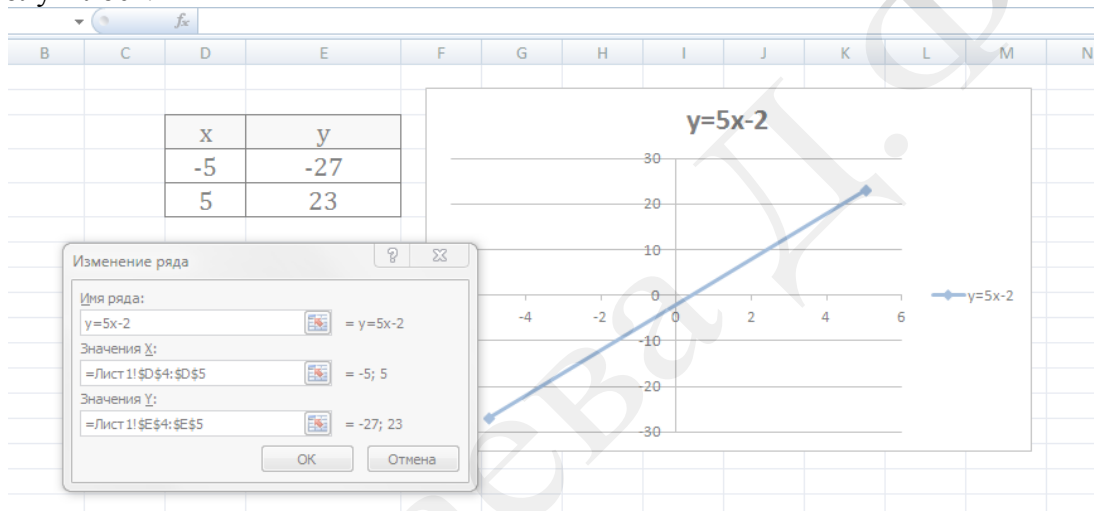 fx
B C D E F G H I J K L M N
x y
-5 -27
5 23
y=5x-2
30
20
10
0
-10
-20
-30
-4 -2 0 2 4 6
y=5x-2
Изменение ряда
Имя ряда:
y=5x-2 = y=5x-2
Значения X:
=Лист1!$D$4:$D$5 = -5; 5
Значения Y:
=Лист1!$E$4:$E$5 = -27; 23
ОК Отмена